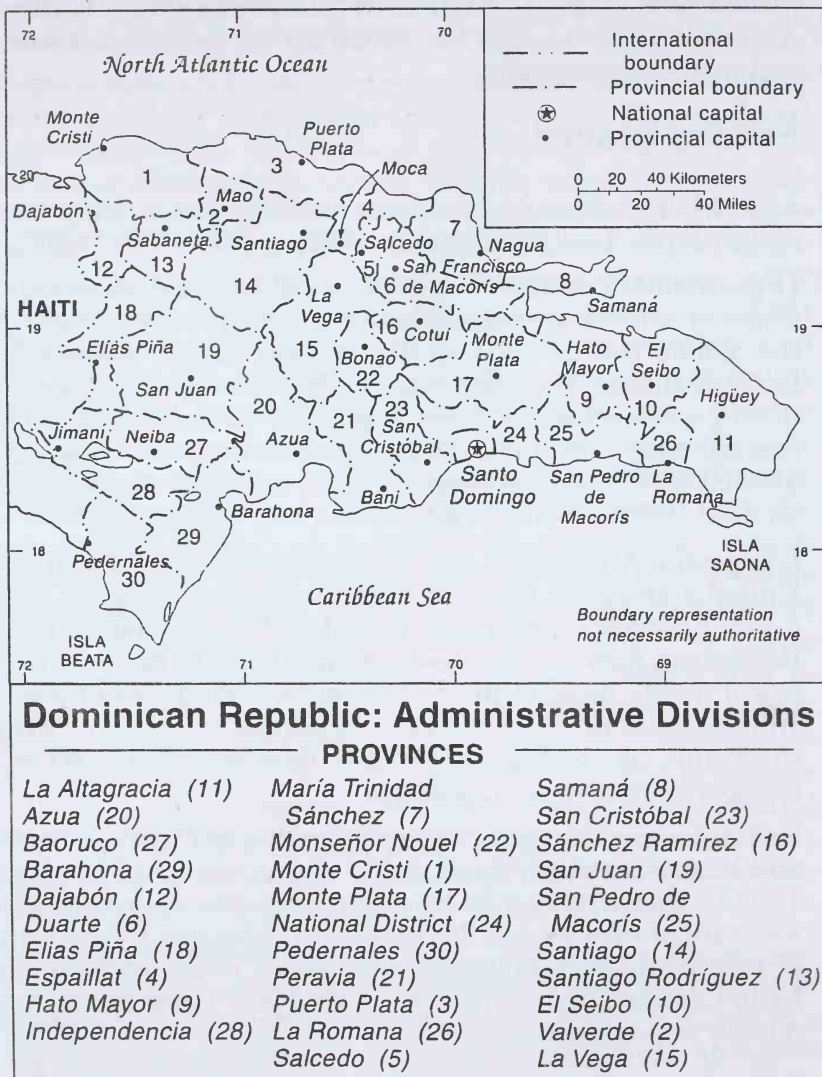 72
71
70
North Atlantic Ocean
International
boundary
Provincial boundary
National capital
Provincial capital
0 20 40 Kilometers
0 20 40 Miles
Monte
Cristi
Puerto
Plata
Moca
1
3
20
Mao
2
4
7
Dajabón
Sabaneta
Santiago
Salcedo
Nagua
12
13
14
5
San Francisco
de Macorís
6
8
Samaná
HAITI
18
La
Vega
19
16
Cotuí
Monte
Plata
Hato
Mayor
El
Seibo
19
Elías Piña
19
15
Bonao
22
17
9
10
Higüey
San Juan
20
21
23
San
Cristóbal
24
25
26
11
Jimaní
Neiba
27
Azua
Santo
Domingo
San Pedro
de
Macorís
La
Romana
28
Barahona
Bani
29
18
ISLA
SAONA
18
Pedernales
30
Caribbean Sea
Boundary representation
not necessarily authoritative
ISLA
BEATA
72
71
70
69
Dominican Republic: Administrative Divisions
PROVINCES
La Altagracia (11)
Azua (20)
Baoruco (27)
Barahona (29)
Dajabón (12)
Duarte (6)
Elias Piña (18)
Espaillat (4)
Hato Mayor (9)
Independencia (28)
María Trinidad
Sánchez (7)
Monseñor Nouel (22)
Monte Cristi (1)
Monte Plata (17)
National District (24)
Pedernales (30)
Peravia (21)
Puerto Plata (3)
La Romana (26)
Salcedo (5)
Samaná (8)
San Cristóbal (23)
Sánchez Ramírez (16)
San Juan (19)
San Pedro de
Macorís (25)
Santiago (14)
Santiago Rodríguez (13)
El Seibo (10)
Valverde (2)
La Vega (15)